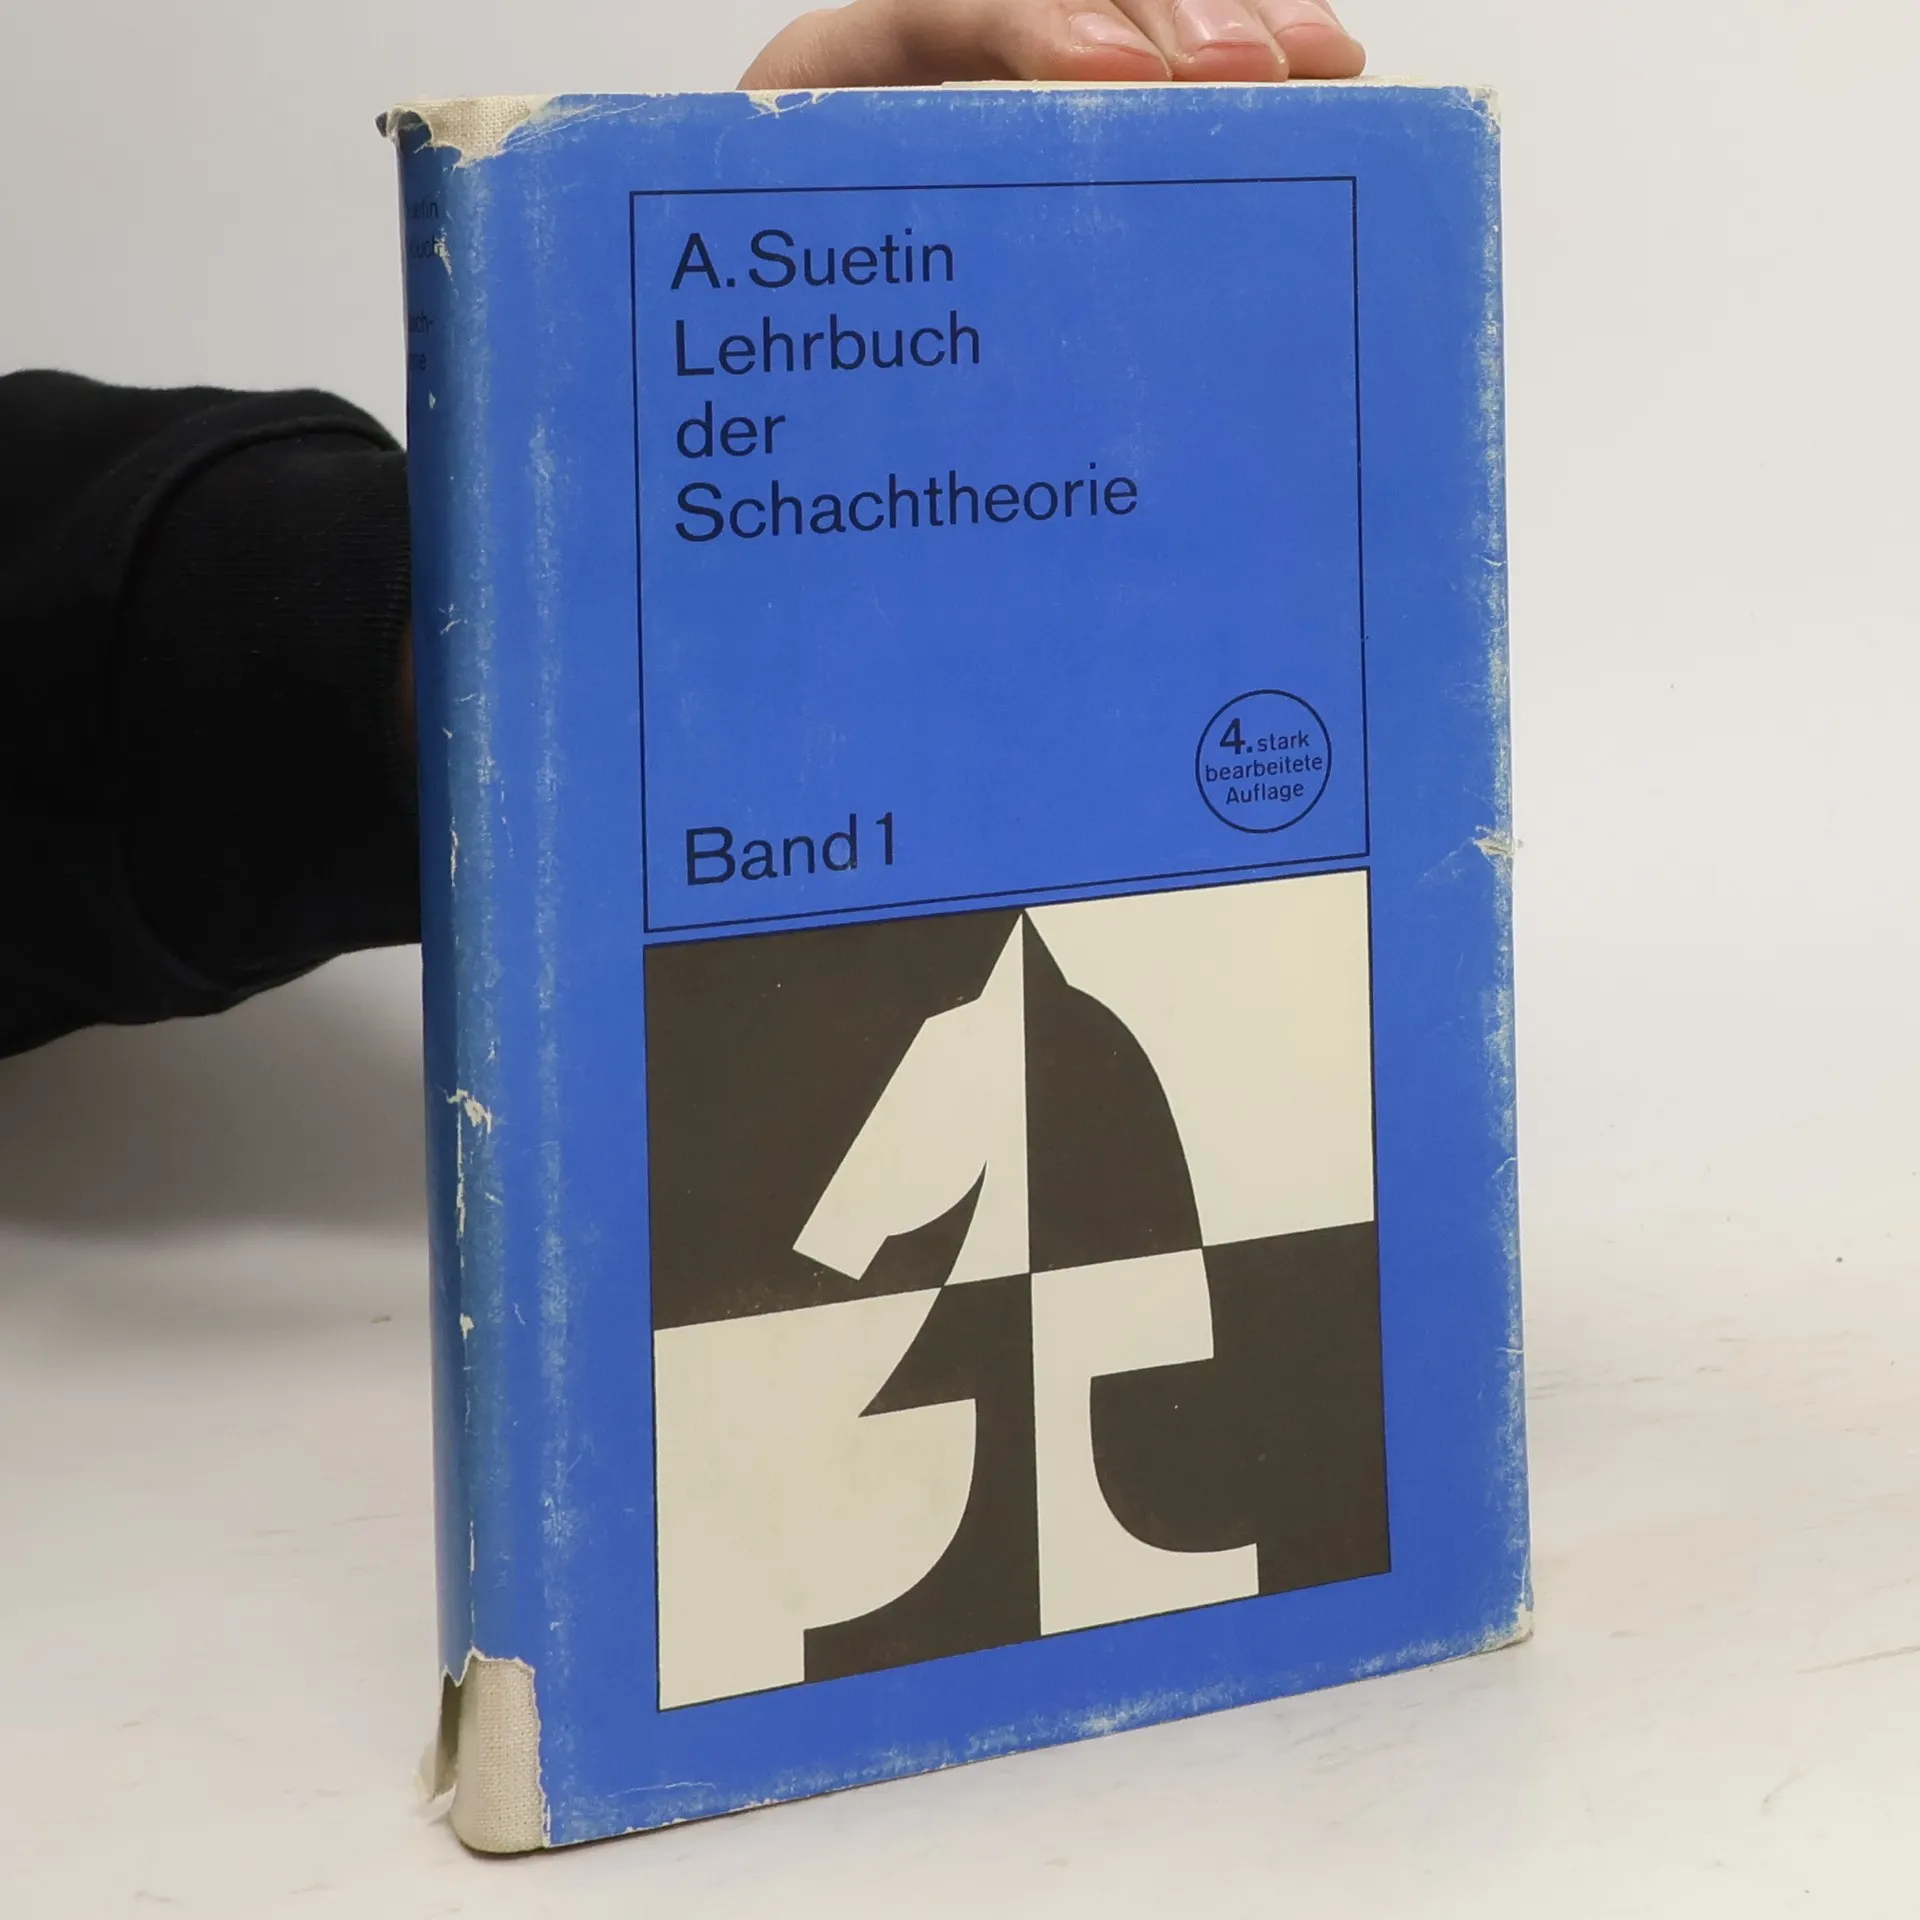 A. Suetin
Lehrbuch
der
Schachtheorie
4. stark
bearbeitete
Auflage
Band 1